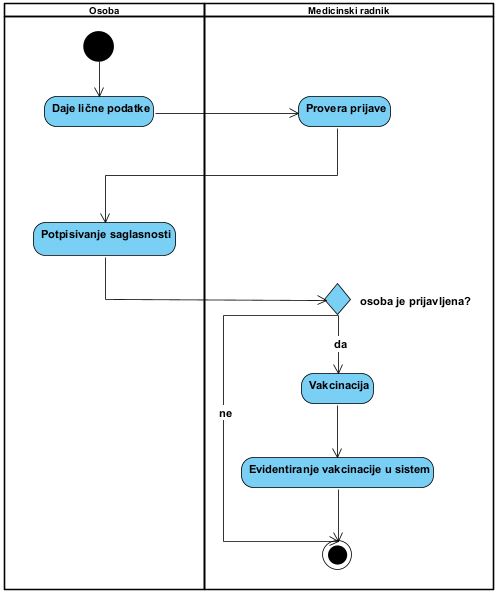 Osoba
Medicinski radnik
Daje lične podatke
Provera prijave
Potpisivanje saglasnosti
osoba je prijavljena?
da
Vakcinacija
ne
Evidentiranje vakcinacije u sistem